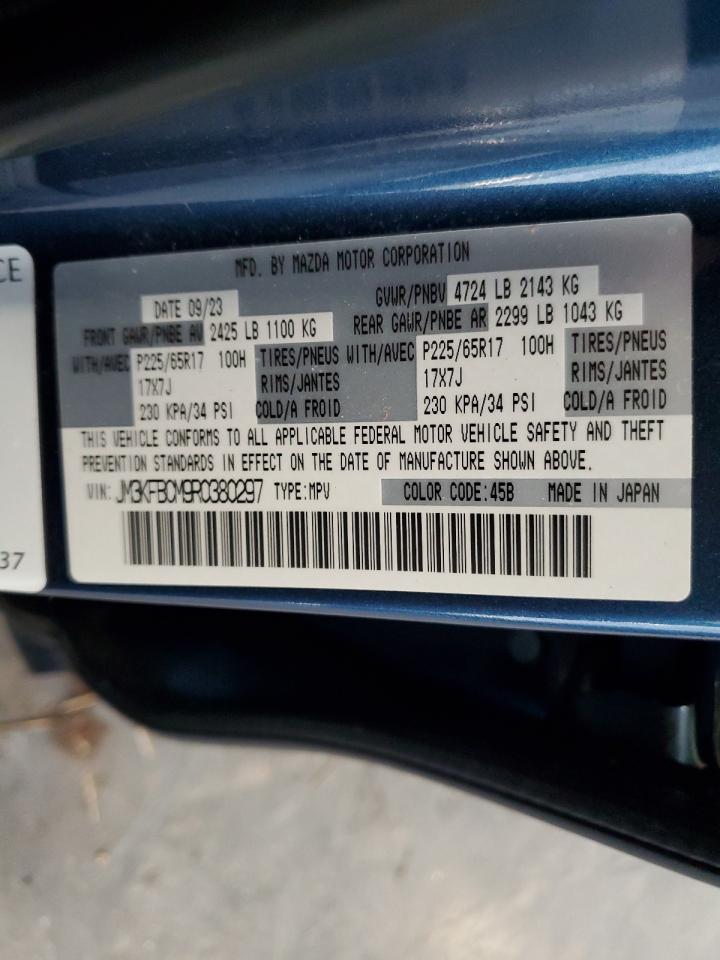 CE
37
MFD. BY MAZDA MOTOR CORPORATION
DATE 09/23 GVWR/PNBV 4724 LB 2143 KG
FRONT GAWR/PNBE AV 2425 LB 1100 KG REAR GAWR/PNBE AR 2299 LB 1043 KG
WITH/AVEC P225/65R17 100H TIRES/PNEUS WITH/AVEC P225/65R17 100H TIRES/PNEUS
17X7J RIMS/JANTES 17X7J RIMS/JANTES
230 KPA/34 PSI COLD/A FROID 230 KPA/34 PSI COLD/A FROID
THIS VEHICLE CONFORMS TO ALL APPLICABLE FEDERAL MOTOR VEHICLE SAFETY AND THEFT
PREVENTION STANDARDS IN EFFECT ON THE DATE OF MANUFACTURE SHOWN ABOVE.
VIN: JM3KFBCM9R0380297 TYPE:MPV COLOR CODE:45B MADE IN JAPAN